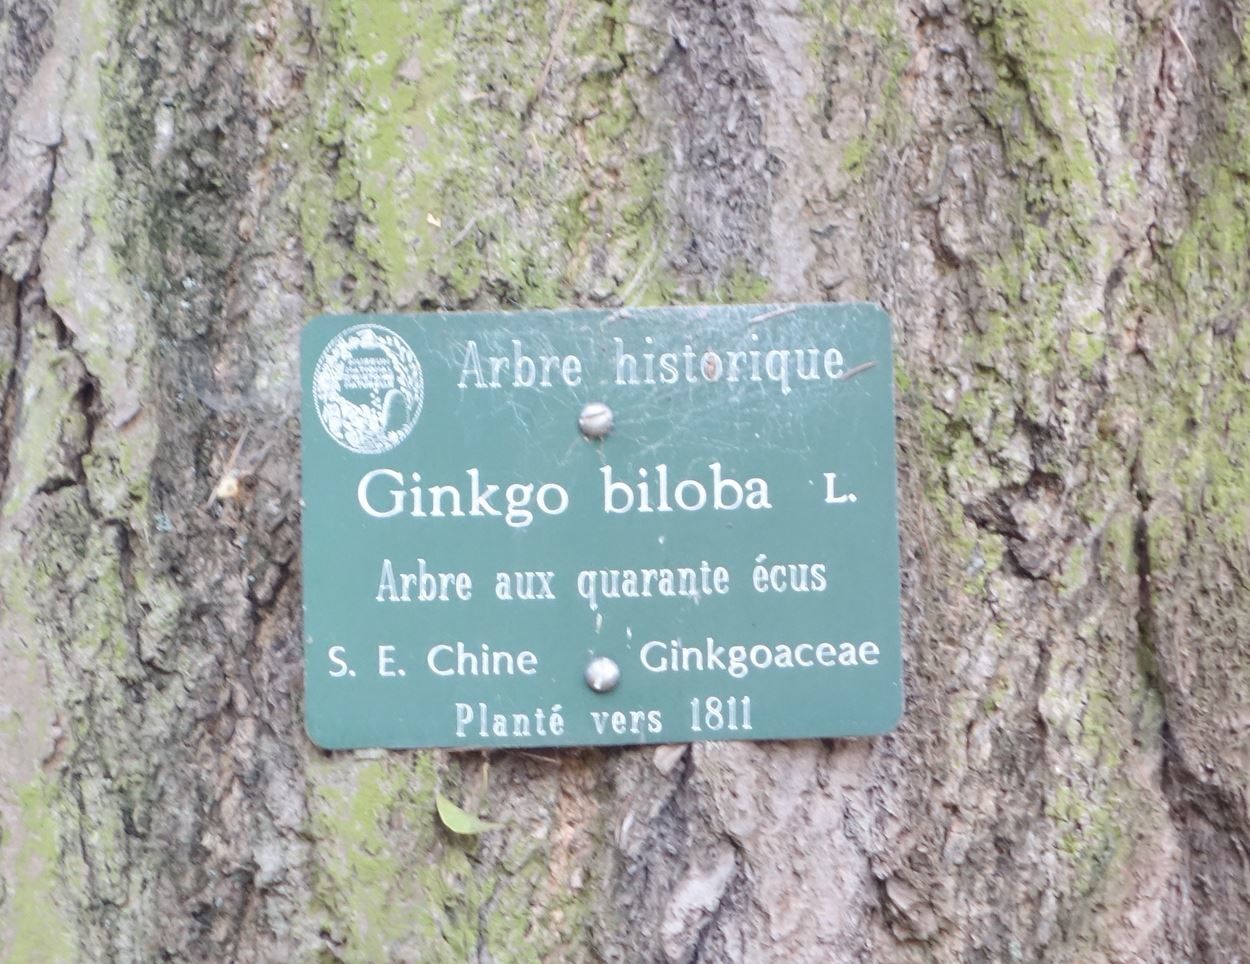 Arbre historique
Ginkgo biloba L.
Arbre aux quarante écus
S. E. Chine Ginkgoaceae
Planté vers 1811